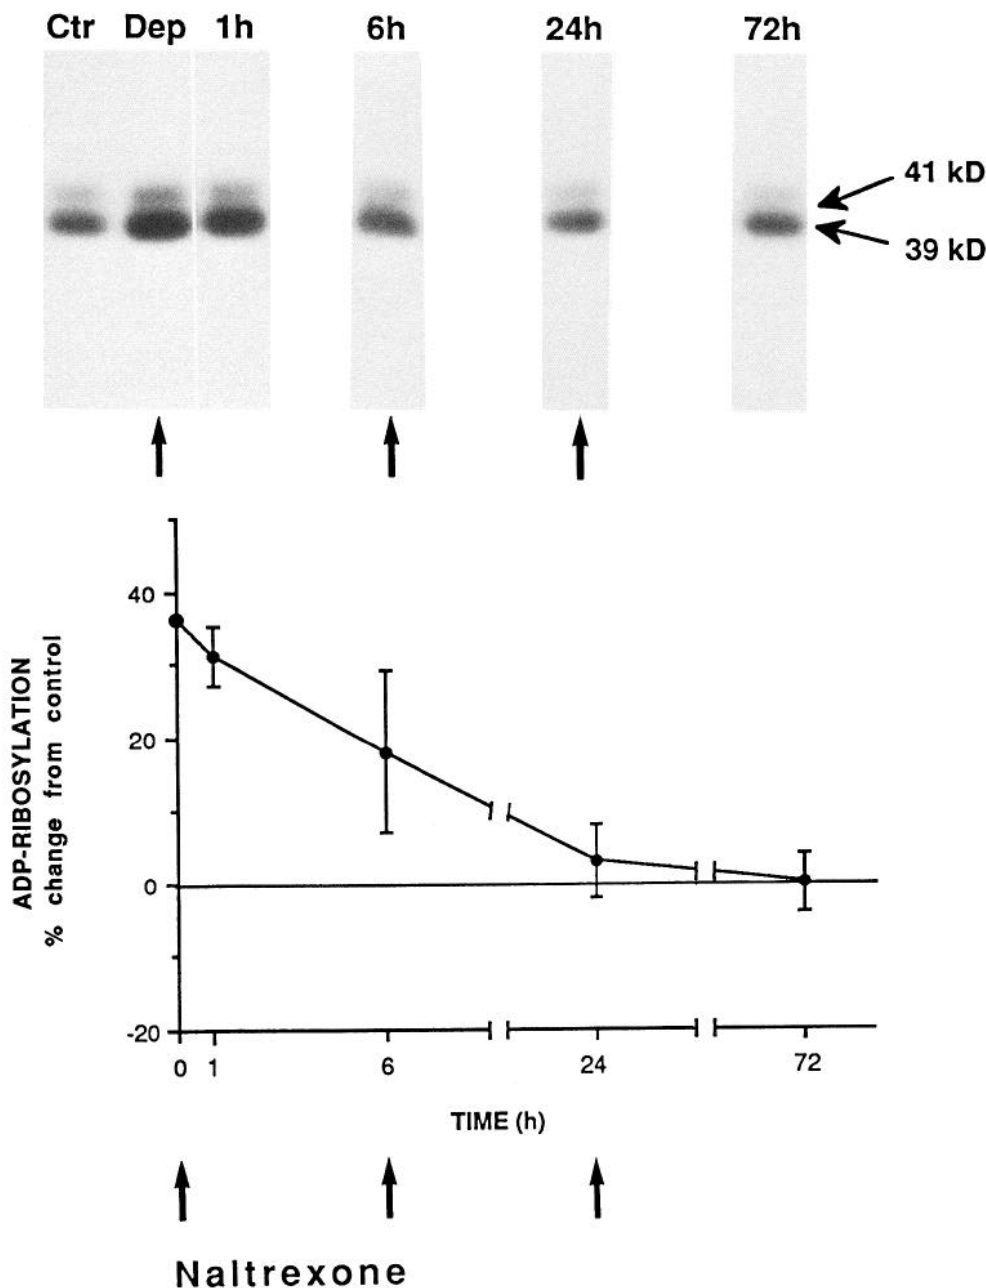 Ctr Dep 1h 6h 24h 72h
41 kD
39 kD
40
20
0
-20
ADP-RIBOSYLATION
% change from control
0 1 6 24 72
TIME (h)
Naltrexone